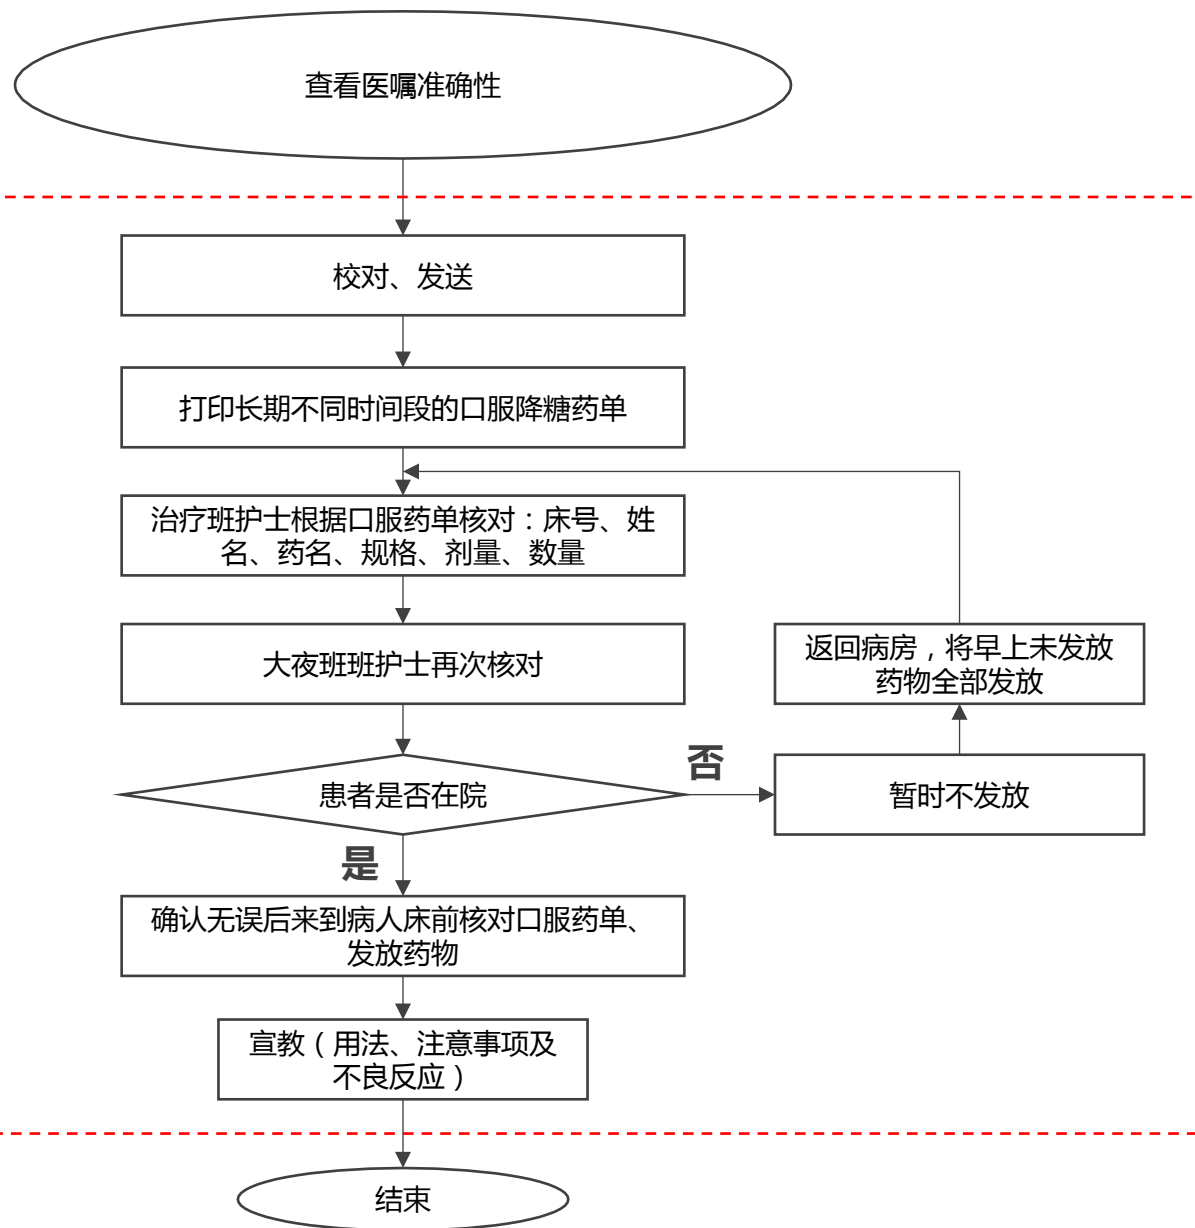 查看医嘱准确性
校对、发送
打印长期不同时间段的口服降糖药单
治疗班护士根据口服药单核对：床号、姓
名、药名、规格、剂量、数量
大夜班班护士再次核对
返回病房，将早上未发放
药物全部发放
患者是否在院
否
暂时不发放
是
确认无误后来到病人床前核对口服药单、
发放药物
宣教（用法、注意事项及
不良反应）
结束